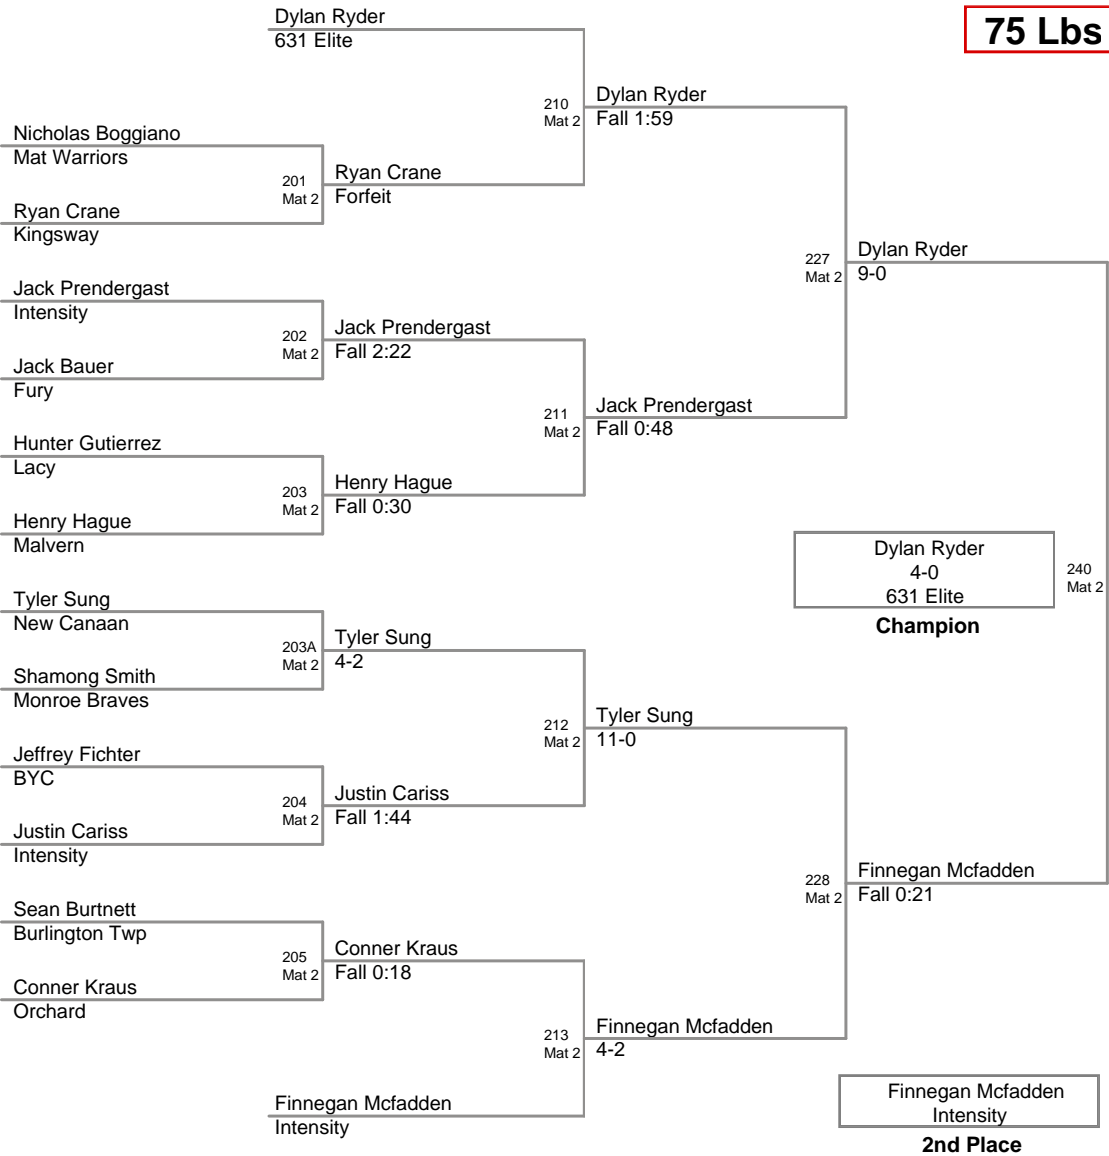 Dylan Ryder
631 Elite
75 Lbs
210
Mat 2
Dylan Ryder
Fall 1:59
Nicholas Boggiano
Mat Warriors
201
Mat 2
Ryan Crane
Forfeit
Ryan Crane
Kingsway
227
Mat 2
Dylan Ryder
9-0
Jack Prendergast
Intensity
202
Mat 2
Jack Prendergast
Fall 2:22
Jack Bauer
Fury
211
Mat 2
Jack Prendergast
Fall 0:48
Hunter Gutierrez
Lacy
203
Mat 2
Henry Hague
Fall 0:30
Henry Hague
Malvern
Dylan Ryder
4-0
631 Elite
Champion
240
Mat 2
Tyler Sung
New Canaan
203A
Mat 2
Tyler Sung
4-2
Shamong Smith
Monroe Braves
212
Mat 2
Tyler Sung
11-0
Jeffrey Fichter
BYC
204
Mat 2
Justin Cariss
Fall 1:44
Justin Cariss
Intensity
228
Mat 2
Finnegan Mcfadden
Fall 0:21
Sean Burtnett
Burlington Twp
205
Mat 2
Conner Kraus
Fall 0:18
Conner Kraus
Orchard
213
Mat 2
Finnegan Mcfadden
4-2
Finnegan Mcfadden
Intensity
Finnegan Mcfadden
Intensity
2nd Place